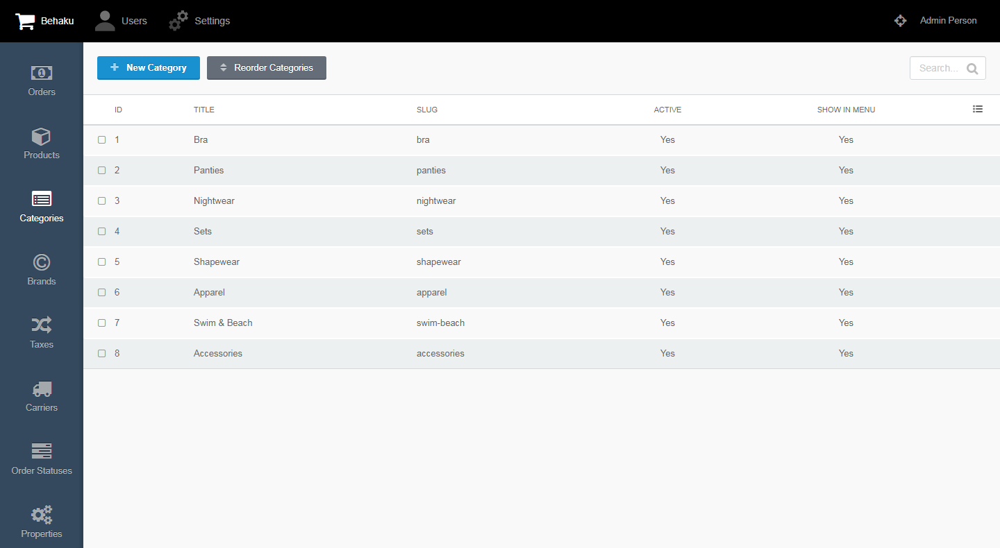 Behaku Users Settings Admin Person
Orders
Products
Categories
Brands
Taxes
Carriers
Order Statuses
Properties
New Category Reorder Categories Search...
ID TITLE SLUG ACTIVE SHOW IN MENU
1 Bra bra Yes Yes
2 Panties panties Yes Yes
3 Nightwear nightwear Yes Yes
4 Sets sets Yes Yes
5 Shapewear shapewear Yes Yes
6 Apparel apparel Yes Yes
7 Swim & Beach swim-beach Yes Yes
8 Accessories accessories Yes Yes